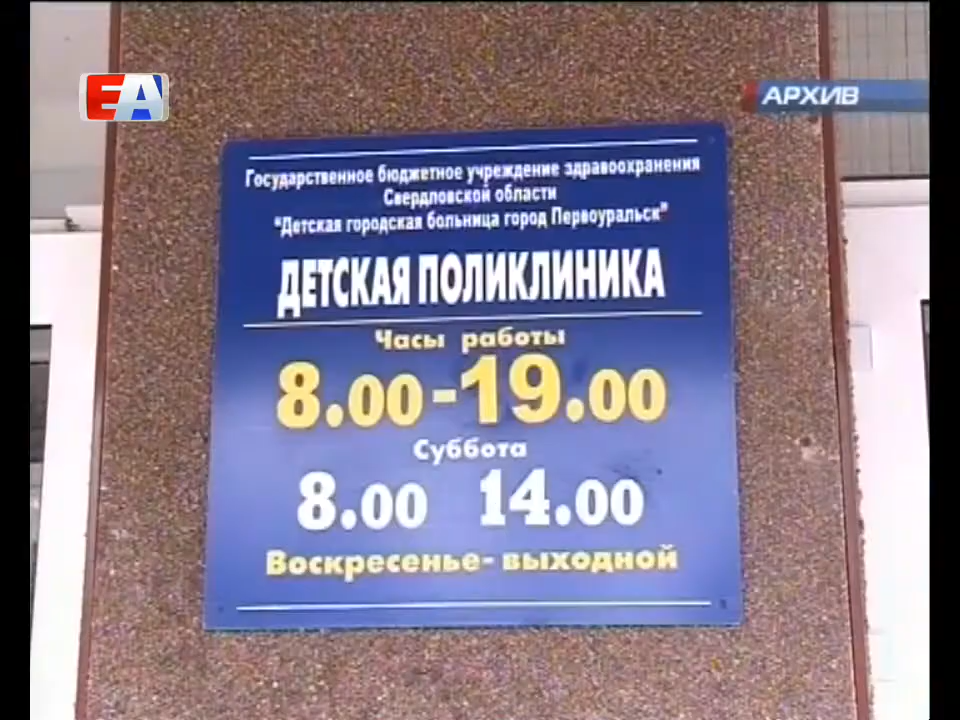 ЕА
АРХИВ
Государственное бюджетное учреждение здравоохранения
Свердловской области
"Детская городская больница город Первоуральск"
ДЕТСКАЯ ПОЛИКЛИНИКА
Часы работы
8.00-19.00
Суббота
8.00 14.00
Воскресенье- выходной